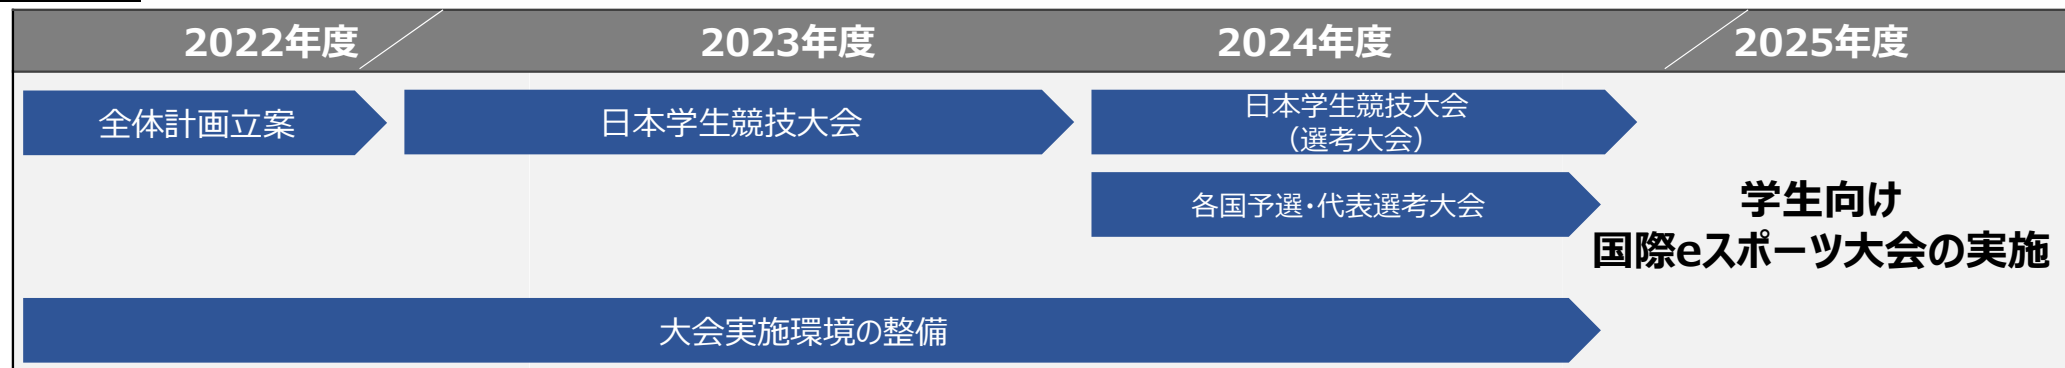 2022年度
2023年度
2024年度
2025年度
全体計画立案
日本学生競技大会
日本学生競技大会
（選考大会）
各国予選・代表選考大会
学生向け
国際eスポーツ大会の実施
大会実施環境の整備